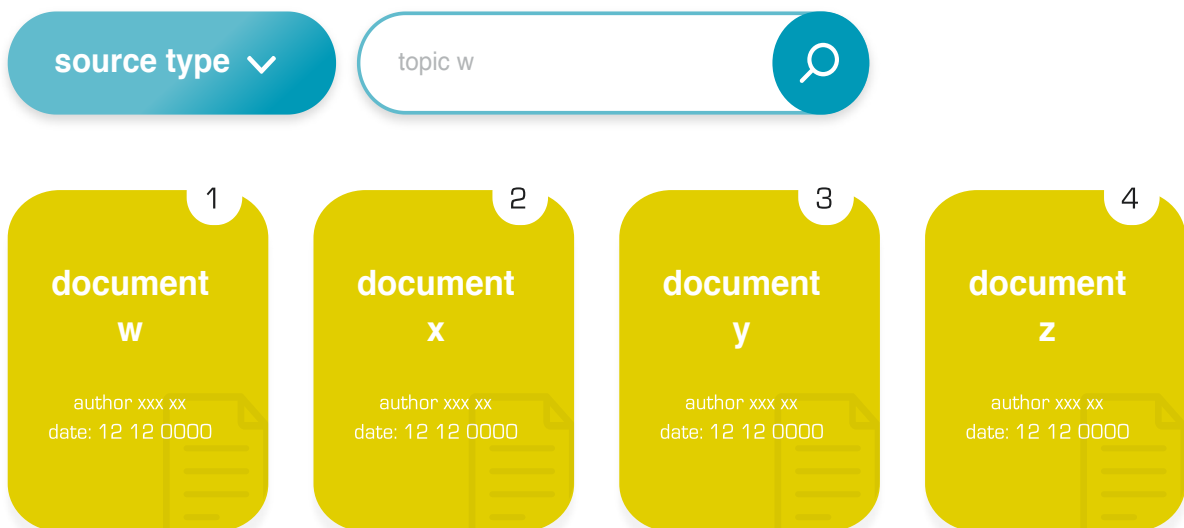 source type
topic w
1
document
w
author xxx xx
date: 12 12 0000
2
document
x
author xxx xx
date: 12 12 0000
3
document
y
author xxx xx
date: 12 12 0000
4
document
z
author xxx xx
date: 12 12 0000